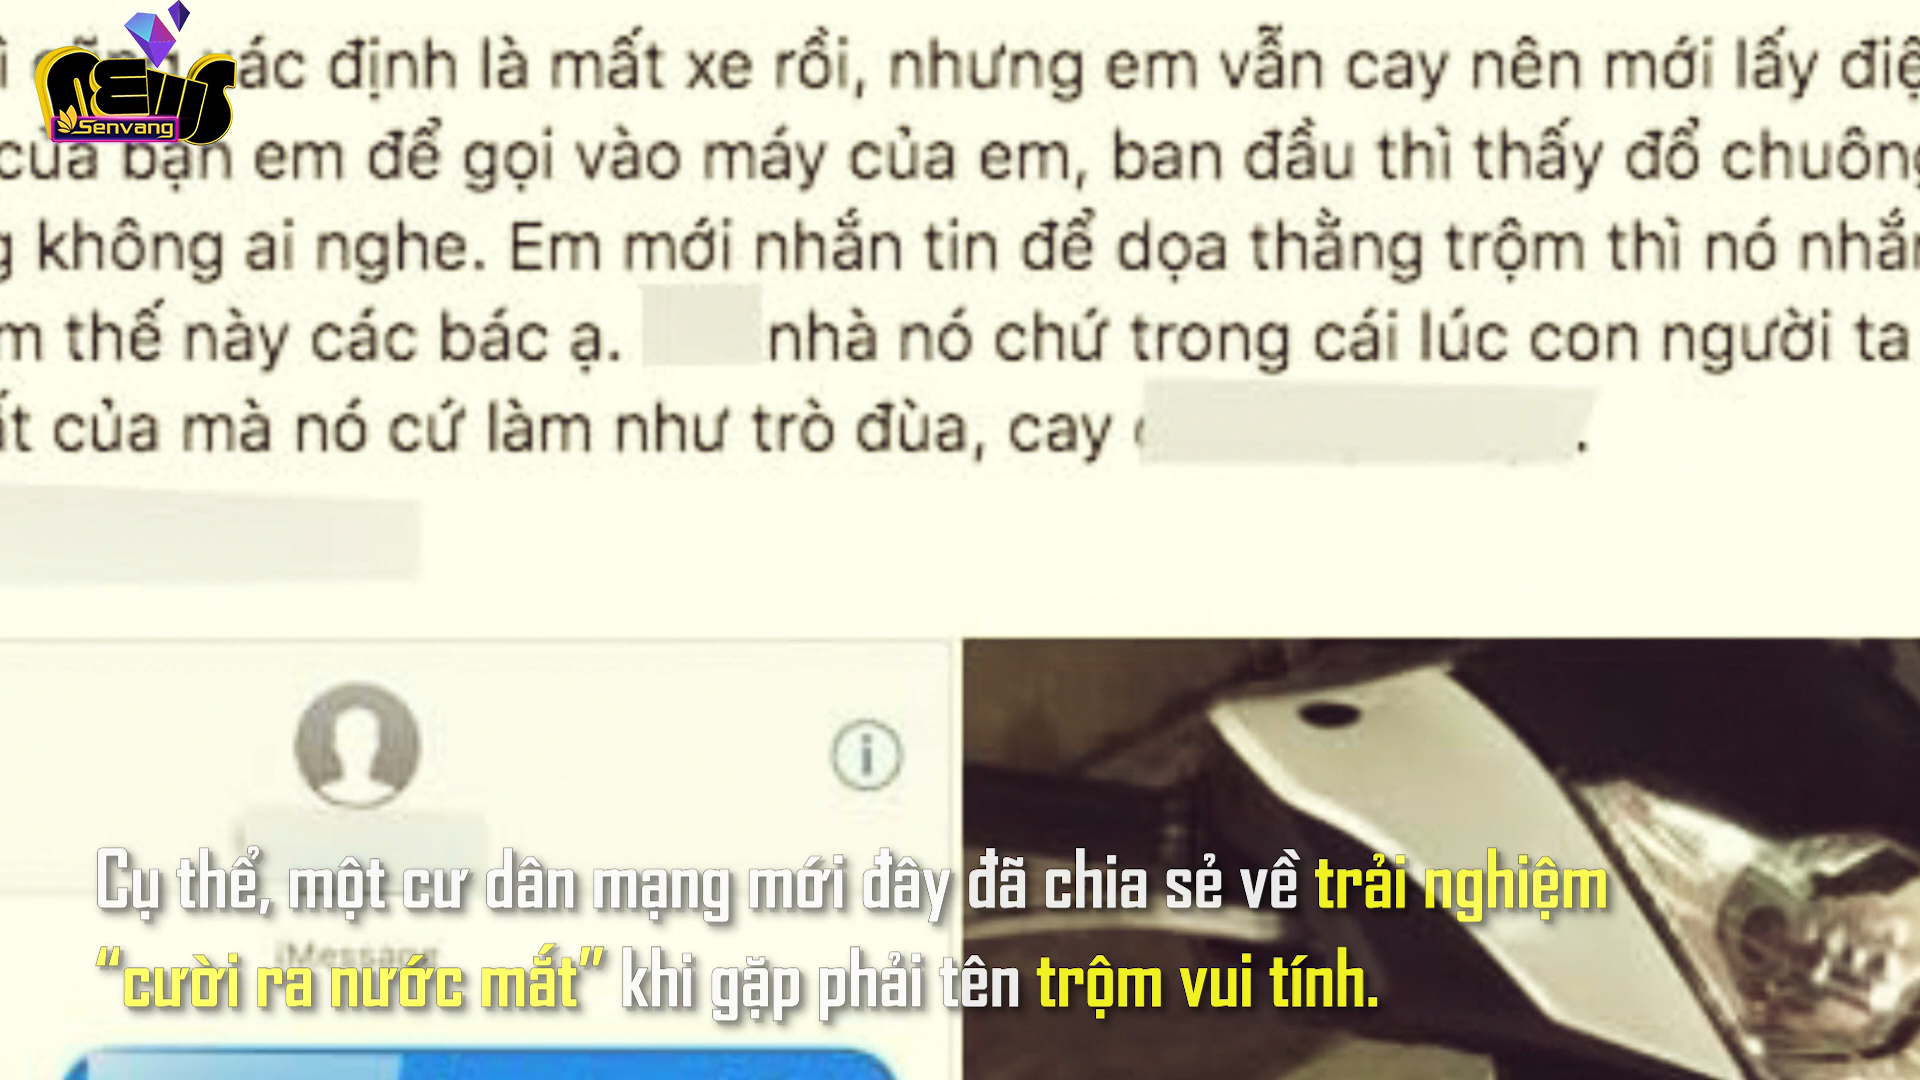 NEWS
Senvang
ác định là mất xe rồi, nhưng em vẫn cay nên mới lấy
của bạn em để gọi vào máy của em, ban đầu thì thấy đổ chuông
không ai nghe. Em mới nhắn tin để dọa thằng trộm thì nó
thế này các bác ạ. nhà nó chứ trong cái lúc con người ta
của mà nó cứ làm như trò đùa, cay .
iMessage
Cụ thể, một cư dân mạng mới đây đã chia sẻ về trải nghiệm
“cười ra nước mắt” khi gặp phải tên trộm vui tính.